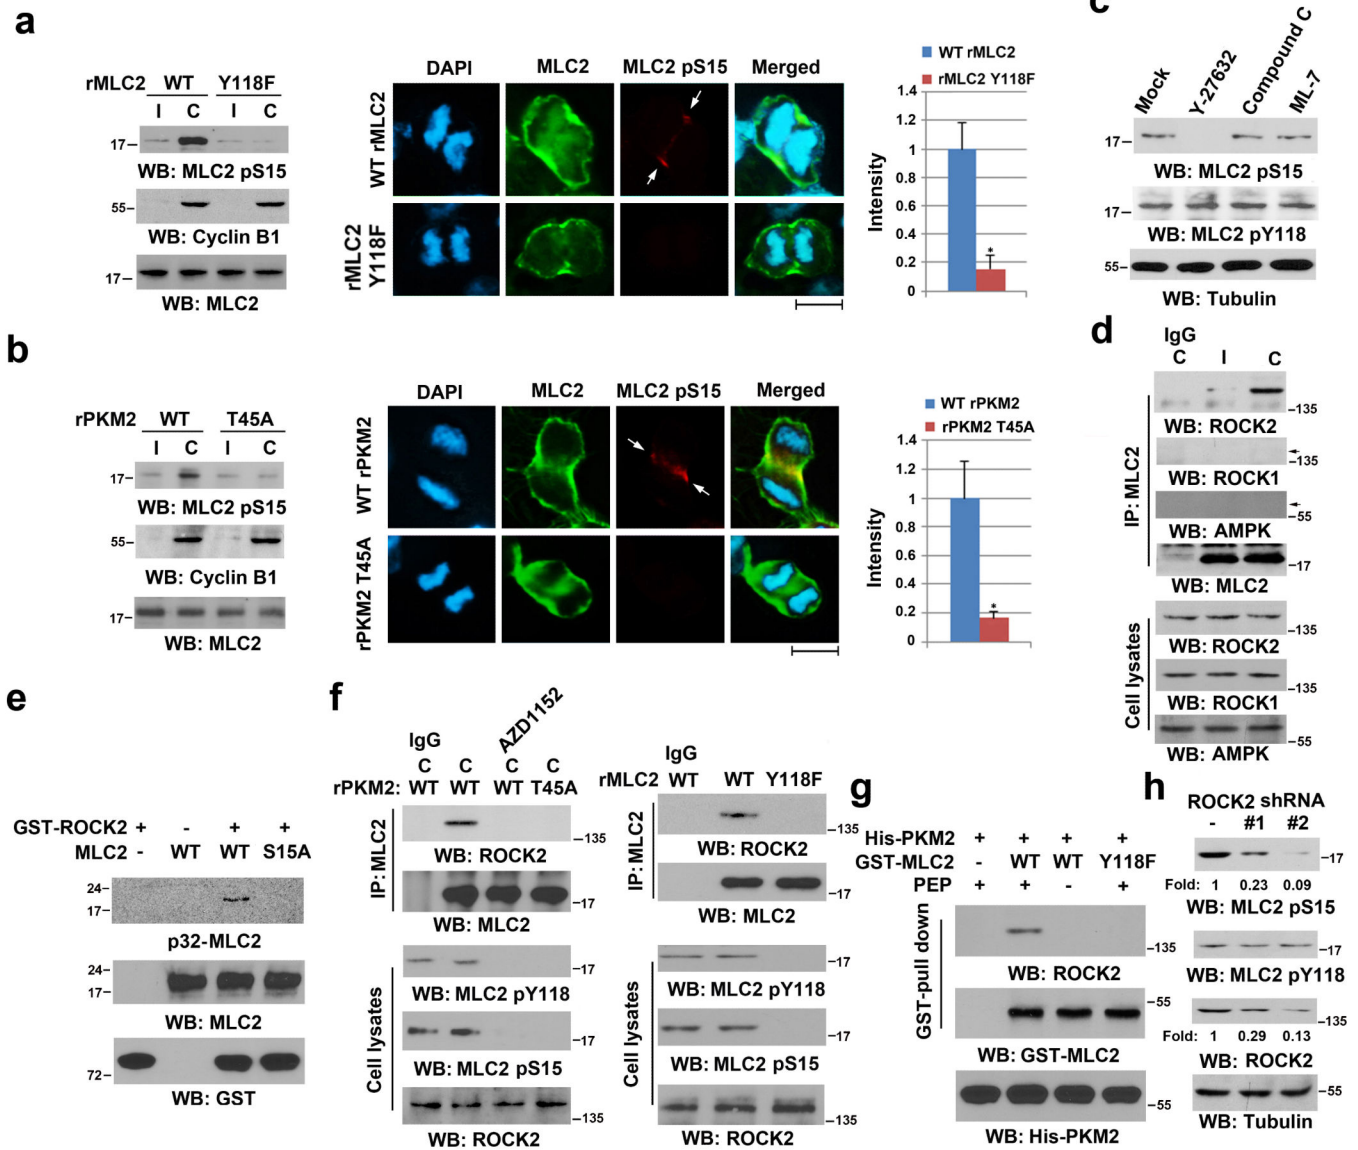 a
rMLC2 WT Y118F
I C I C
17–
WB: MLC2 pS15
55–
WB: Cyclin B1
17–
WB: MLC2
DAPI MLC2 MLC2 pS15 Merged
WT rMLC2
rMLC2 Y118F
WT rMLC2
rMLC2 Y118F
Intensity
1.4
1.2
1
0.8
0.6
0.4
0.2
0
*
b
rPKM2 WT T45A
I C I C
17–
WB: MLC2 pS15
55–
WB: Cyclin B1
17–
WB: MLC2
DAPI MLC2 MLC2 pS15 Merged
WT rPKM2
rPKM2 T45A
WT rPKM2
rPKM2 T45A
Intensity
1.4
1.2
1
0.8
0.6
0.4
0.2
0
*
c
Mock Y-27632 Compound C ML-7
17–
WB: MLC2 pS15
17–
WB: MLC2 pY118
55–
WB: Tubulin
d
IgG
C I C
IP: MLC2
–135
WB: ROCK2
–135
WB: ROCK1
–55
WB: AMPK
–17
WB: MLC2
Cell lysates
–135
WB: ROCK2
–135
WB: ROCK1
–55
WB: AMPK
e
GST-ROCK2 + - + +
MLC2 - WT WT S15A
24–
17–
p32-MLC2
24–
17–
WB: MLC2
72–
WB: GST
f
AZD1152
IgG
C C C C
rPKM2: WT WT WT T45A
IP: MLC2
–135
WB: ROCK2
–17
WB: MLC2
Cell lysates
–17
WB: MLC2 pY118
–17
WB: MLC2 pS15
–135
WB: ROCK2
IgG
rMLC2 WT WT Y118F
IP: MLC2
–135
WB: ROCK2
–17
WB: MLC2
Cell lysates
–17
WB: MLC2 pY118
–17
WB: MLC2 pS15
–135
WB: ROCK2
g
His-PKM2 + + + +
GST-MLC2 - WT WT Y118F
PEP + + - +
GST-pull down
–135
WB: ROCK2
–55
WB: GST-MLC2
–55
WB: His-PKM2
h
ROCK2 shRNA
- #1 #2
–17
Fold: 1 0.23 0.09
WB: MLC2 pS15
–17
WB: MLC2 pY118
–135
Fold: 1 0.29 0.13
WB: ROCK2
–55
WB: Tubulin